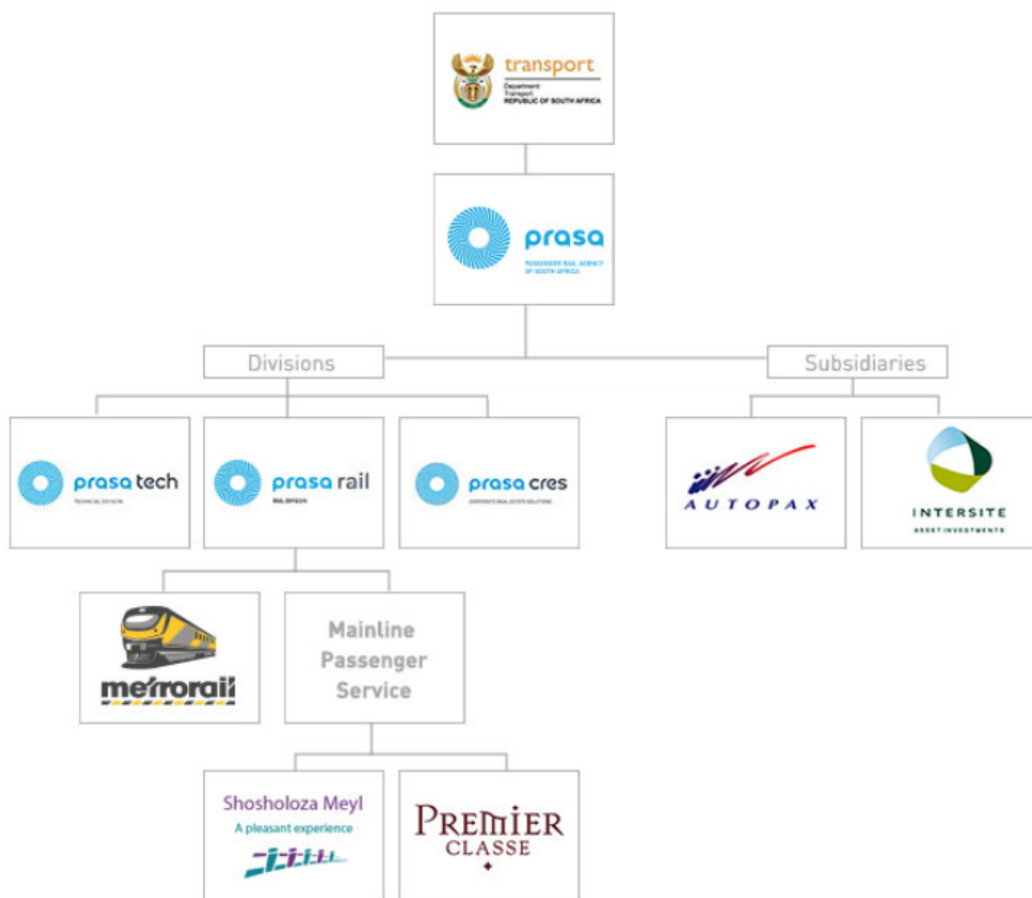 transport
Department:
Transport
REPUBLIC OF SOUTH AFRICA
prasa
PASSENGER RAIL AGENCY
OF SOUTH AFRICA
Divisions
Subsidiaries
prasa tech
TECHNICAL DIVISION
prasa rail
RAIL DIVISION
prasa cres
CORPORATE REAL ESTATE SOLUTIONS
AUTOPAX
INTERSITE
ASSET INVESTMENTS
metrorail
Mainline
Passenger
Service
Shosholoza Meyl
A pleasant experience
PREMIER
CLASSE